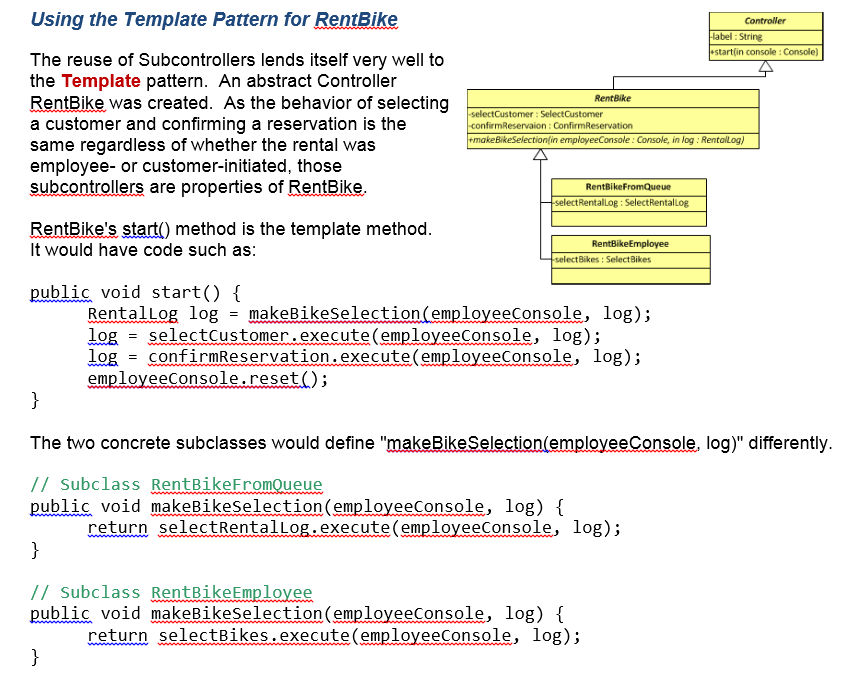 Using the Template Pattern for RentBike
The reuse of Subcontrollers lends itself very well to
the Template pattern.  An abstract Controller
RentBike was created.  As the behavior of selecting
a customer and confirming a reservation is the
same regardless of whether the rental was
employee- or customer-initiated, those
subcontrollers are properties of RentBike.
RentBike's start() method is the template method.
It would have code such as:
Controller
-label : String
+start(in console : Console)
RentBike
-selectCustomer : SelectCustomer
-confirmReservaion : ConfirmReservation
+makeBikeSelection(in employeeConsole : Console, in log : RentalLog)
RentBikeFromQueue
-selectRentalLog : SelectRentalLog
RentBikeEmployee
-selectBikes : SelectBikes
public void start() {
RentalLog log = makeBikeSelection(employeeConsole, log);
log = selectCustomer.execute(employeeConsole, log);
log = confirmReservation.execute(employeeConsole, log);
employeeConsole.reset();
}
The two concrete subclasses would define "makeBikeSelection(employeeConsole, log)" differently.
// Subclass RentBikeFromQueue
public void makeBikeSelection(employeeConsole, log) {
return selectRentalLog.execute(employeeConsole, log);
}
// Subclass RentBikeEmployee
public void makeBikeSelection(employeeConsole, log) {
return selectBikes.execute(employeeConsole, log);
}